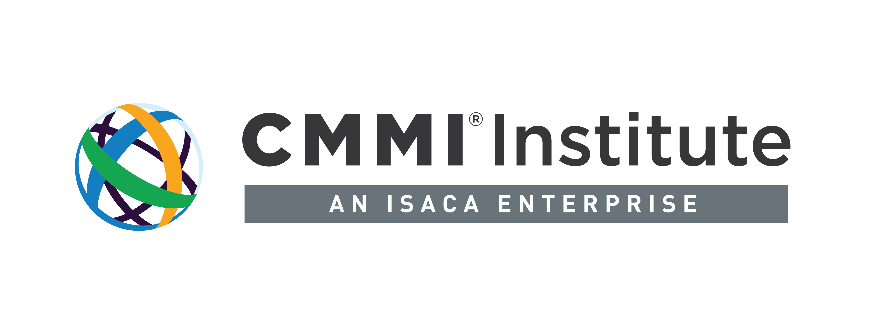 CMMI® Institute
AN ISACA ENTERPRISE